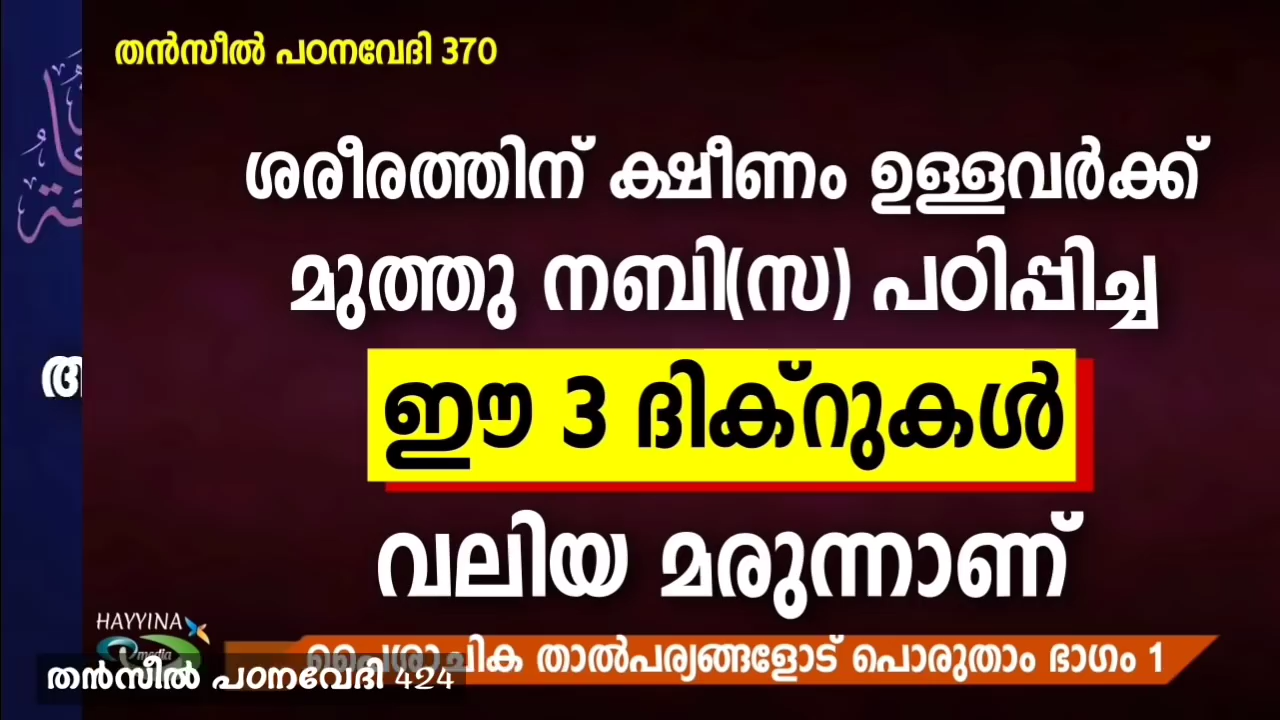 തൻസീൽ പഠനവേദി 370
ശരീരത്തിന് ക്ഷീണം ഉള്ളവർക്ക്
മുത്തു നബി(സ) പഠിപ്പിച്ച
ഈ 3 ദിക്റുകൾ
വലിയ മരുന്നാണ്
HAYYINA
media
പൈശാചിക താൽപര്യങ്ങളോട് പൊരുതാം ഭാഗം 1
തൻസീൽ പഠനവേദി 424